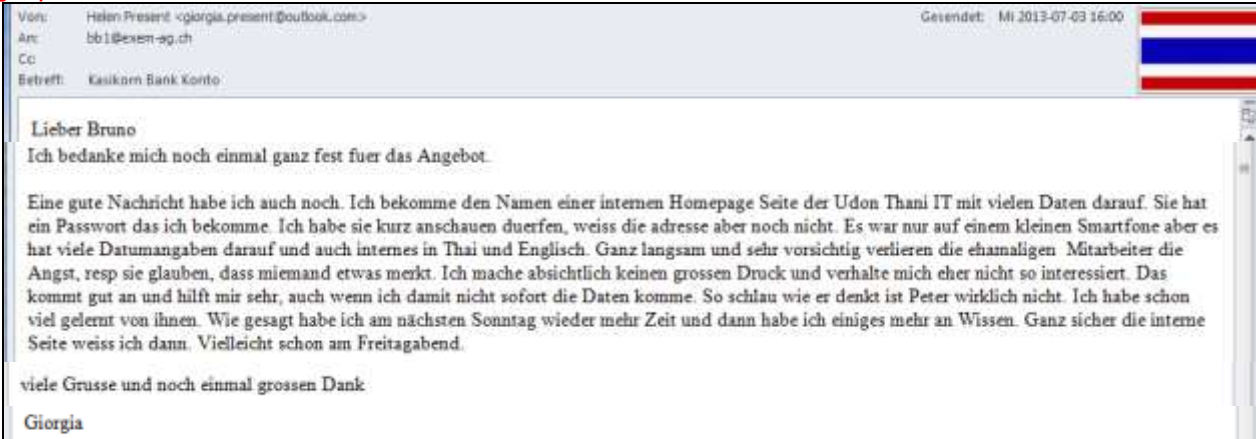 Von: Helen Present <giorgia.present@outlook.com> Gesendet: Mi 2013-07-03 16:00
An: bb1@exem-ag.ch
Cc
Betreff: Kasikorn Bank Konto
Lieber Bruno
Ich bedanke mich noch einmal ganz fest fuer das Angebot.
Eine gute Nachricht habe ich auch noch. Ich bekomme den Namen einer internen Homepage Seite der Udon Thani IT mit vielen Daten darauf. Sie hat
ein Passwort das ich bekomme. Ich habe sie kurz anschauen duerfen, weiss die adresse aber noch nicht. Es war nur auf einem kleinen Smartfone aber es
hat viele Datumangaben darauf und auch internes in Thai und Englisch. Ganz langsam und sehr vorsichtig verlieren die ehamaligen Mitarbeiter die
Angst, resp sie glauben, dass miemand etwas merkt. Ich mache absichtlich keinen grossen Druck und verhalte mich eher nicht so interessiert. Das
kommt gut an und hilft mir sehr, auch wenn ich damit nicht sofort die Daten komme. So schlau wie er denkt ist Peter wirklich nicht. Ich habe schon
viel gelernt von ihnen. Wie gesagt habe ich am nächsten Sonntag wieder mehr Zeit und dann habe ich einiges mehr an Wissen. Ganz sicher die interne
Seite weiss ich dann. Vielleicht schon am Freitagabend.
viele Grusse und noch einmal grossen Dank
Giorgia